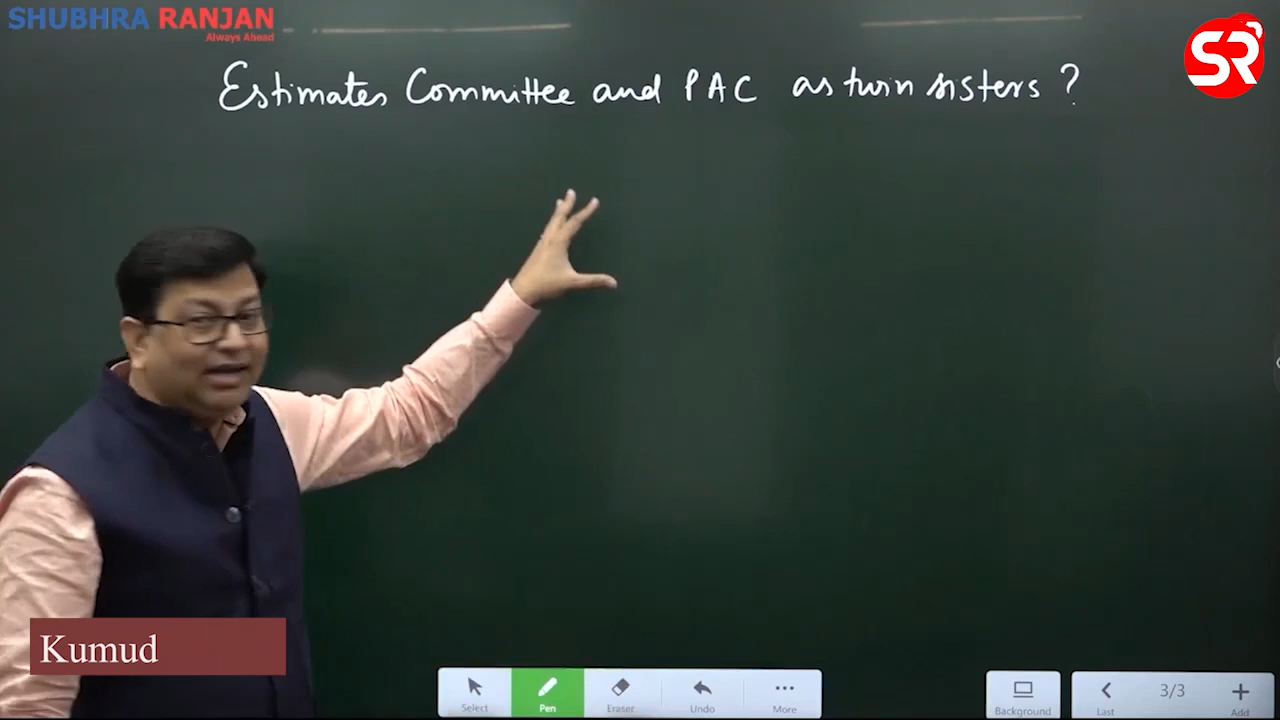 SHUBHRA RANJAN
Always Ahead
SR
Estimates Committee and PAC as twin sisters ?
Kumud
Select
Pen
Eraser
Undo
More
Background
Last
3/3
Add